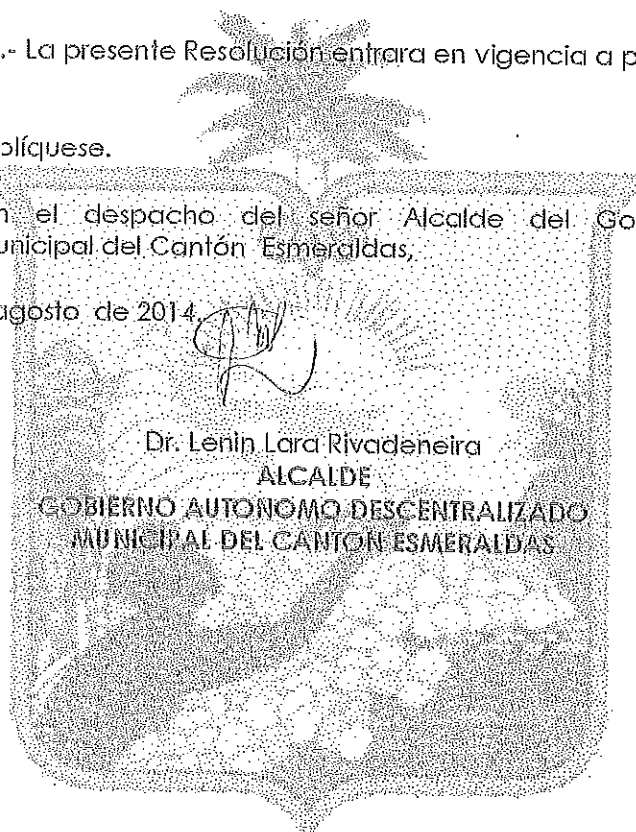 .- La presente Resolución entrara en vigencia a p
olíquese.
n el despacho del señor Alcalde del Go
unicipal del Cantón Esmeraldas,
agosto de 2014.
Dr. Lenin Lara Rivadeneira
ALCALDE
GOBIERNO AUTONOMO DESCENTRALIZADO
MUNICIPAL DEL CANTON ESMERALDAS